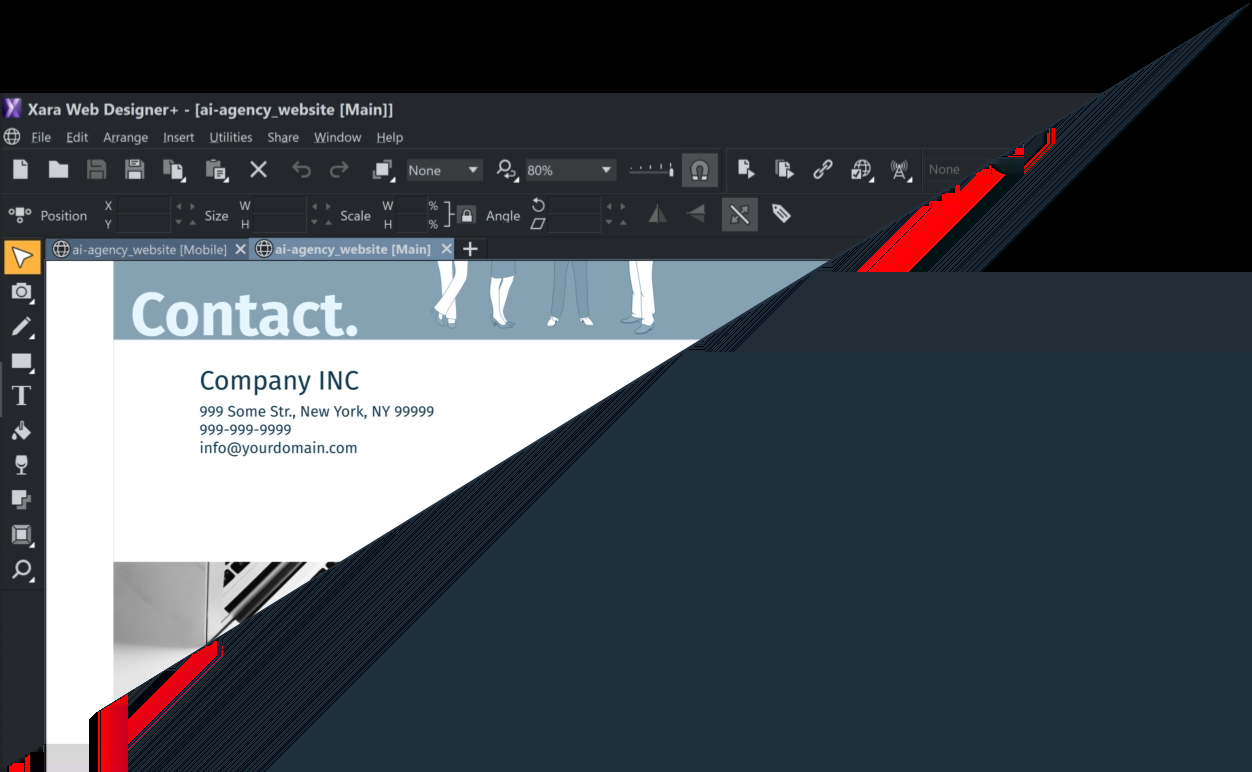 Xara Web Designer+ - [ai-agency_website [Main]]
File Edit Arrange Insert Utilities Share Window Help
None 80% None
Position X Y Size W H Scale W H % % Angle
ai-agency_website [Mobile] ai-agency_website [Main]
Contact.
Company INC
999 Some Str., New York, NY 99999
999-999-9999
info@yourdomain.com